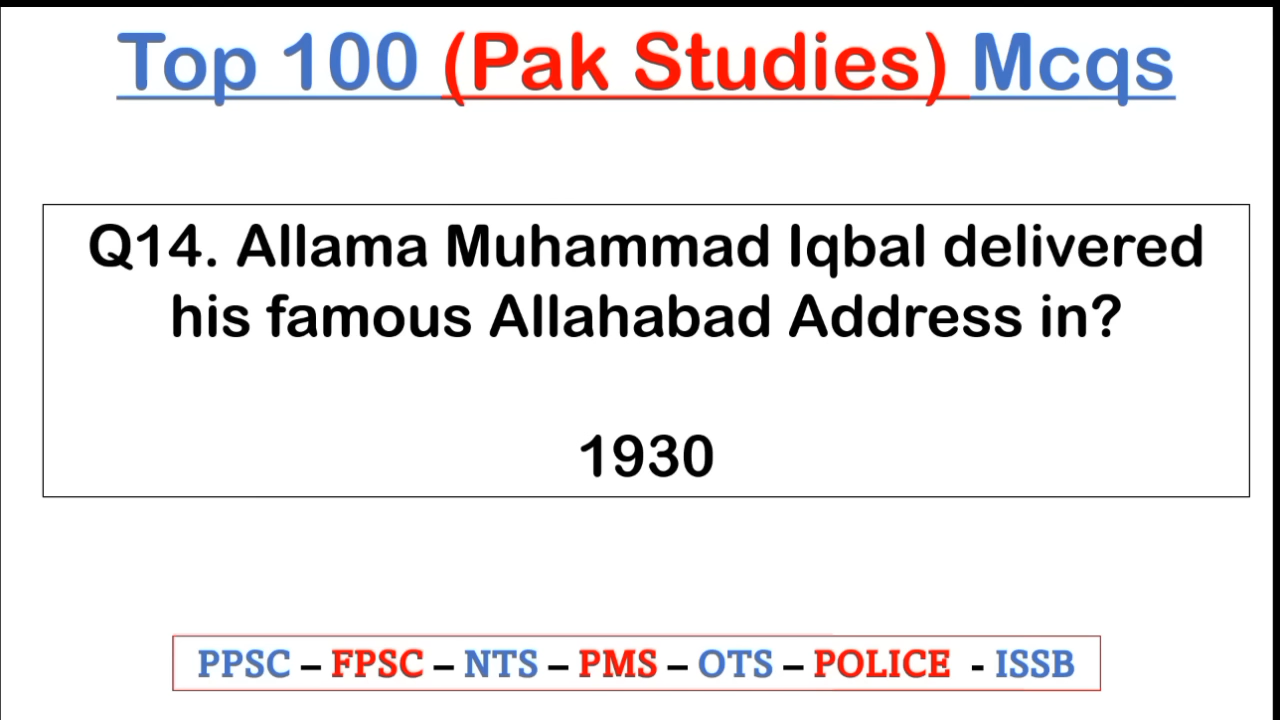 Top 100 (Pak Studies) Mcqs
Q14. Allama Muhammad Iqbal delivered
his famous Allahabad Address in?
1930
PPSC – FPSC – NTS – PMS – OTS – POLICE - ISSB